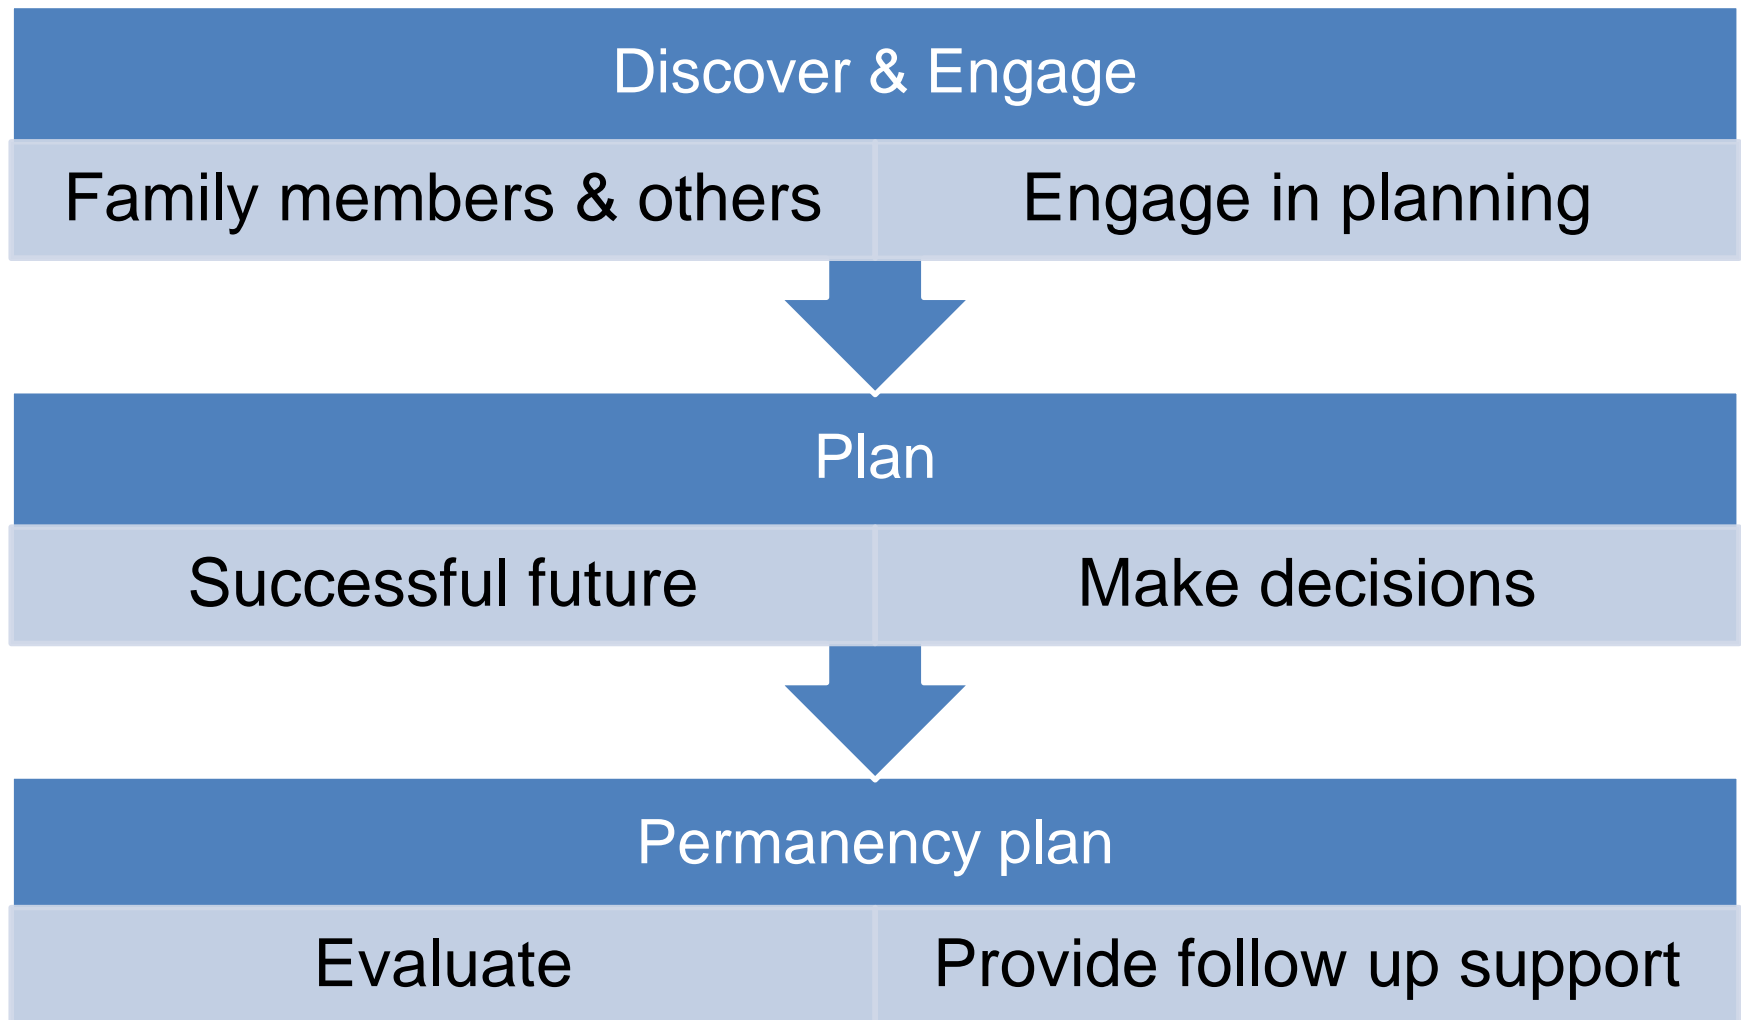 Discover & Engage
Family members & others
Engage in planning
Plan
Successful future
Make decisions
Permanency plan
Evaluate
Provide follow up support